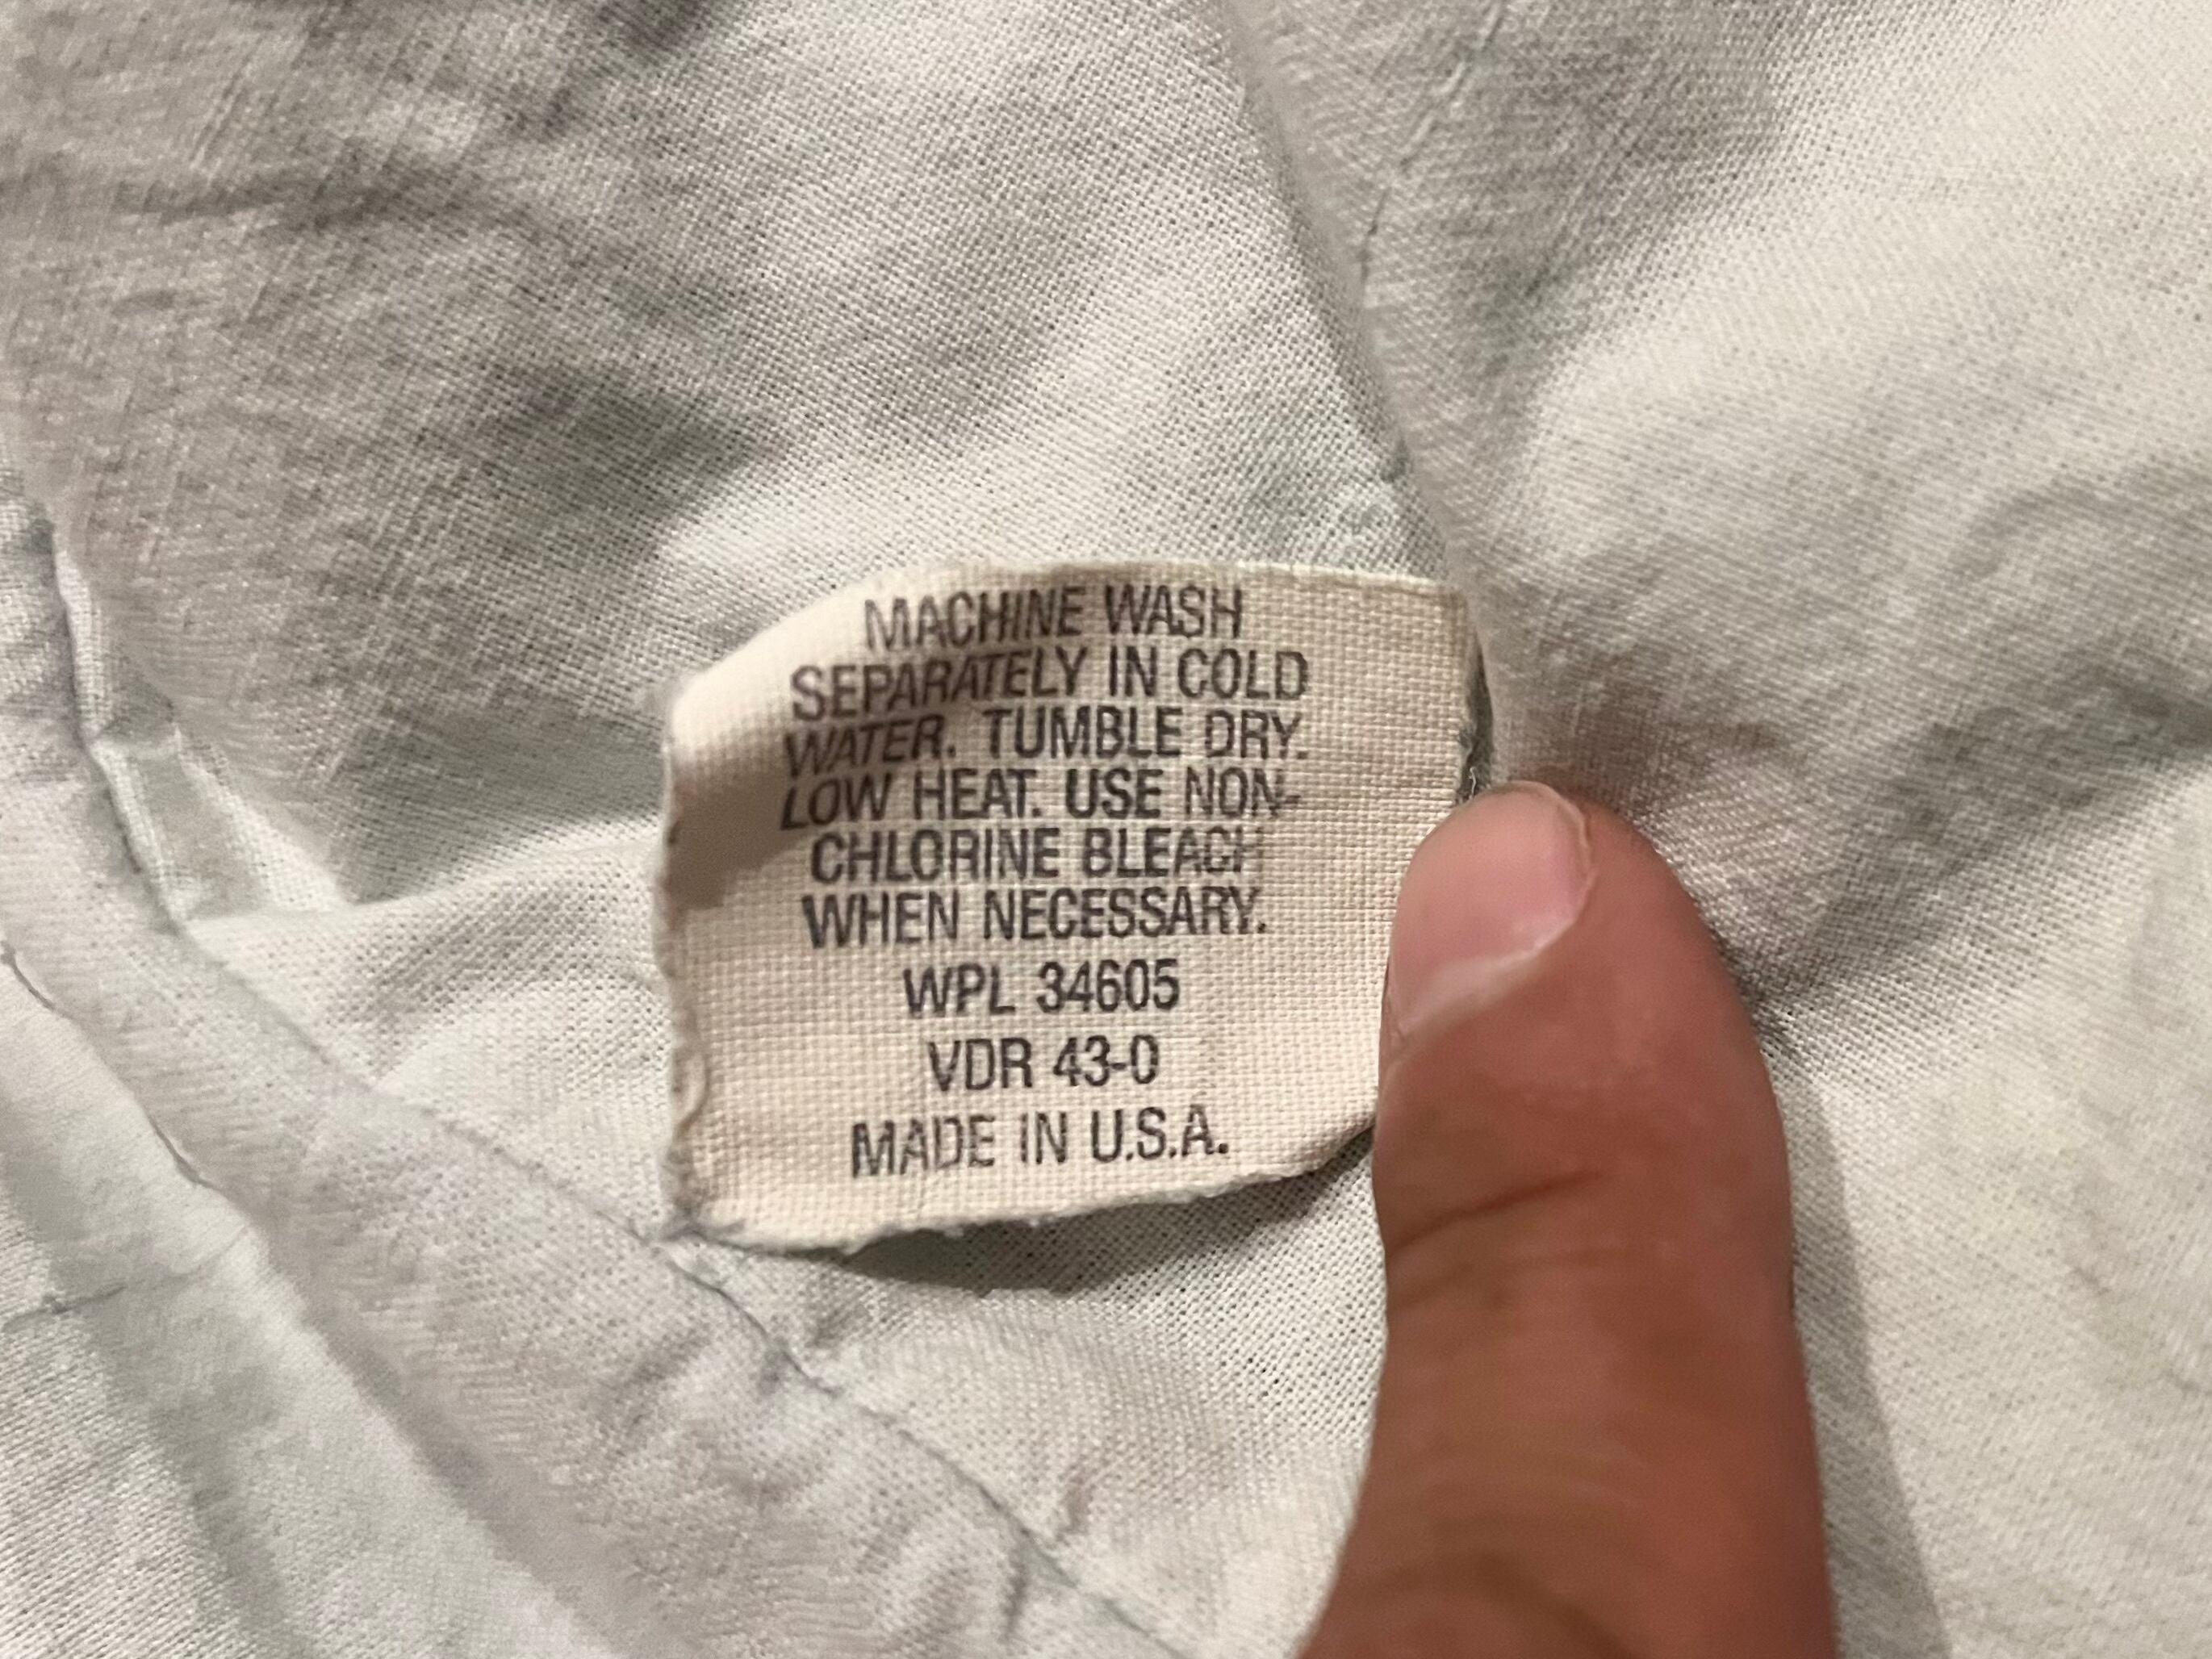 MACHINE WASH
SEPARATELY IN COLD
WATER. TUMBLE DRY.
LOW HEAT. USE NON-
CHLORINE BLEACH
WHEN NECESSARY.
WPL 34605
VDR 43-0
MADE IN U.S.A.